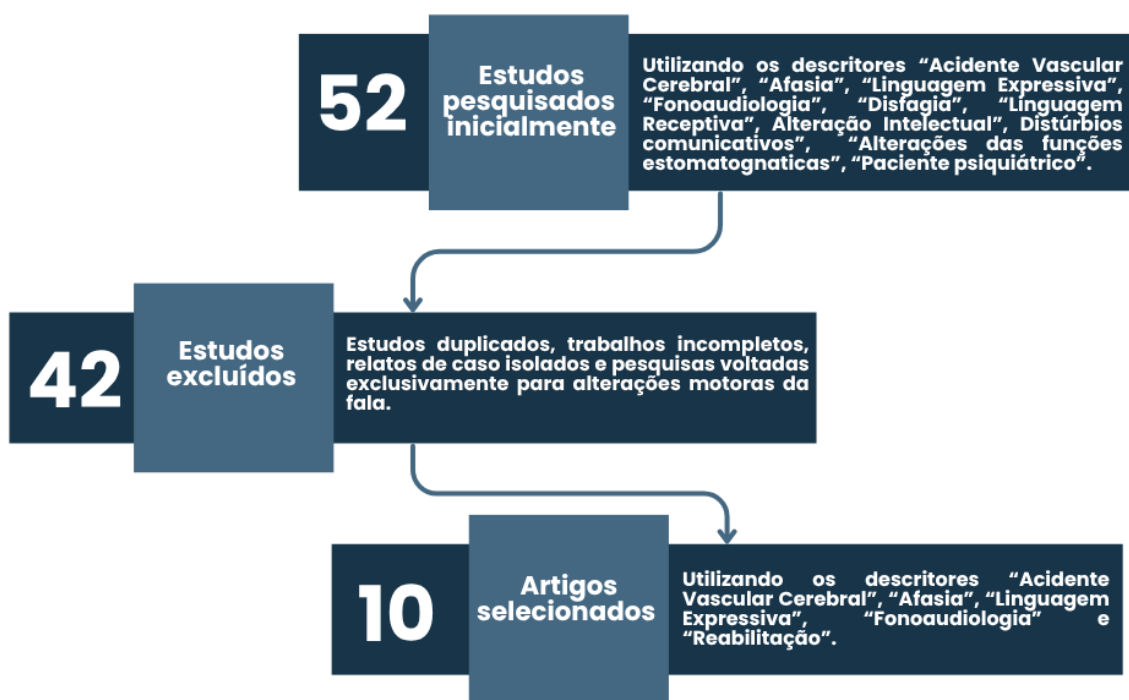 52
Estudos
pesquisados
inicialmente
Utilizando os descritores “Acidente Vascular
Cerebral”, “Afasia”, “Linguagem Expressiva”,
“Fonoaudiologia”, “Disfagia”, “Linguagem
Receptiva”, Alteração Intelectual”, Distúrbios
comunicativos”, “Alterações das funções
estomatognaticas”, “Paciente psiquiátrico”.
42
Estudos
excluídos
Estudos duplicados, trabalhos incompletos,
relatos de caso isolados e pesquisas voltadas
exclusivamente para alterações motoras da
fala.
10
Artigos
selecionados
Utilizando os descritores “Acidente
Vascular Cerebral”, “Afasia”, “Linguagem
Expressiva”, “Fonoaudiologia” e
“Reabilitação”.